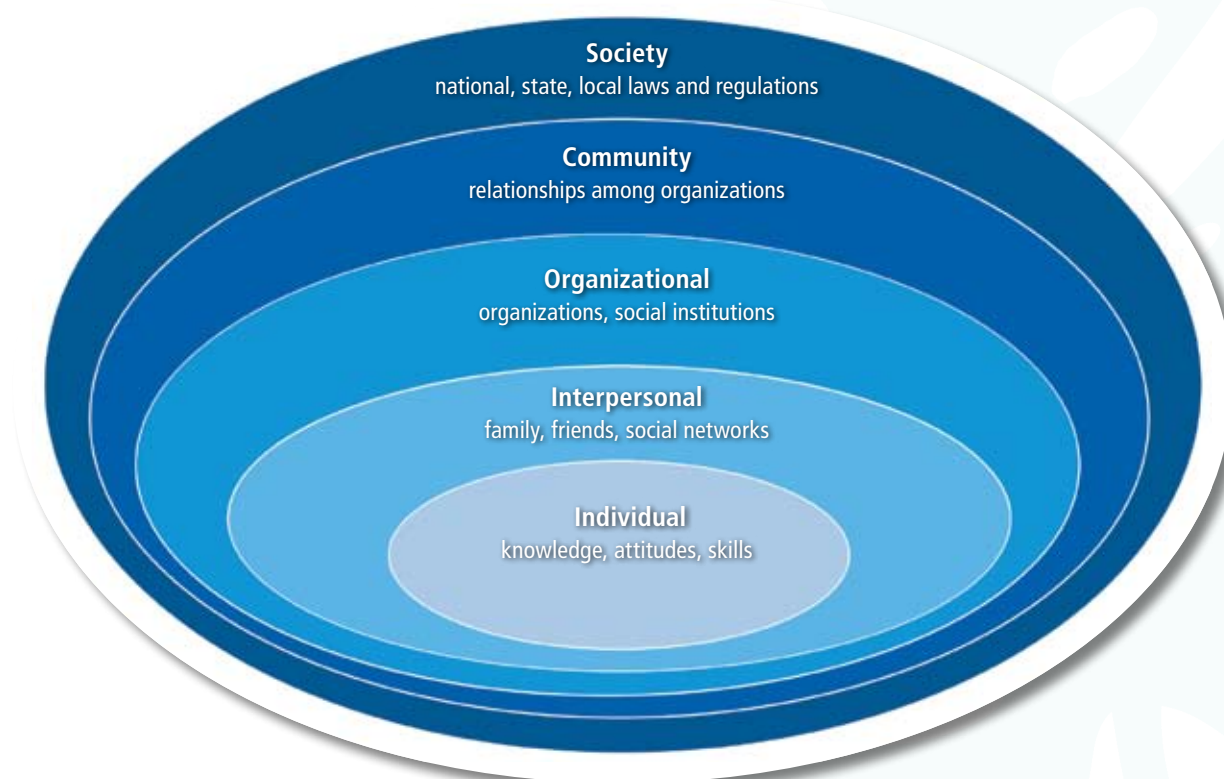 Society
national, state, local laws and regulations
Community
relationships among organizations
Organizational
organizations, social institutions
Interpersonal
family, friends, social networks
Individual
knowledge, attitudes, skills